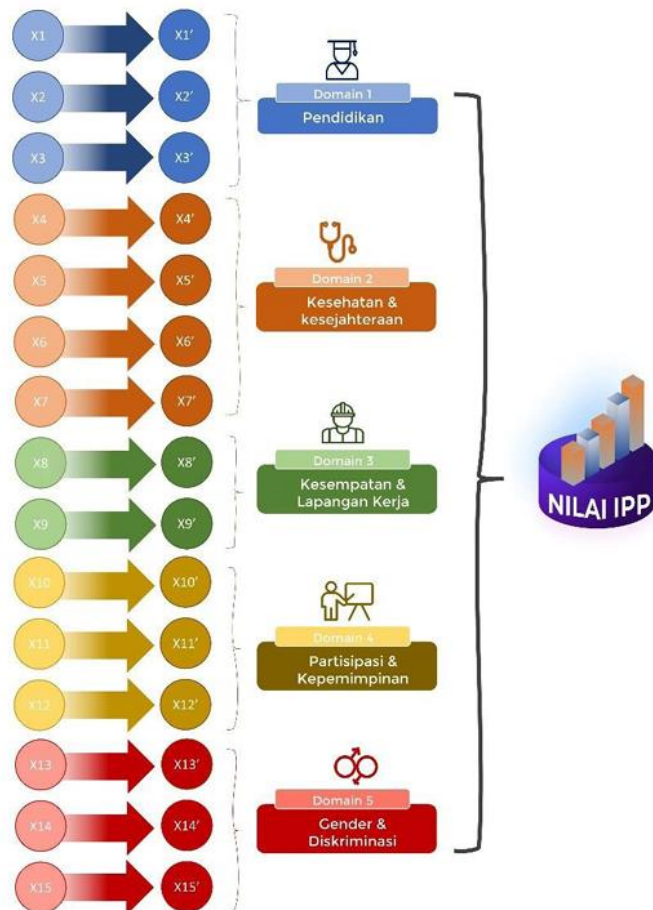 X1 X1'
X2 X2'
X3 X3'
Domain 1
Pendidikan
X4 X4'
X5 X5'
X6 X6'
X7 X7'
Domain 2
Kesehatan &
kesejahteraan
X8 X8'
X9 X9'
Domain 3
Kesempatan &
Lapangan Kerja
X10 X10'
X11 X11'
X12 X12'
Domain 4
Partisipasi &
Kepemimpinan
X13 X13'
X14 X14'
X15 X15'
Domain 5
Gender &
Diskriminasi
NILAI IPP